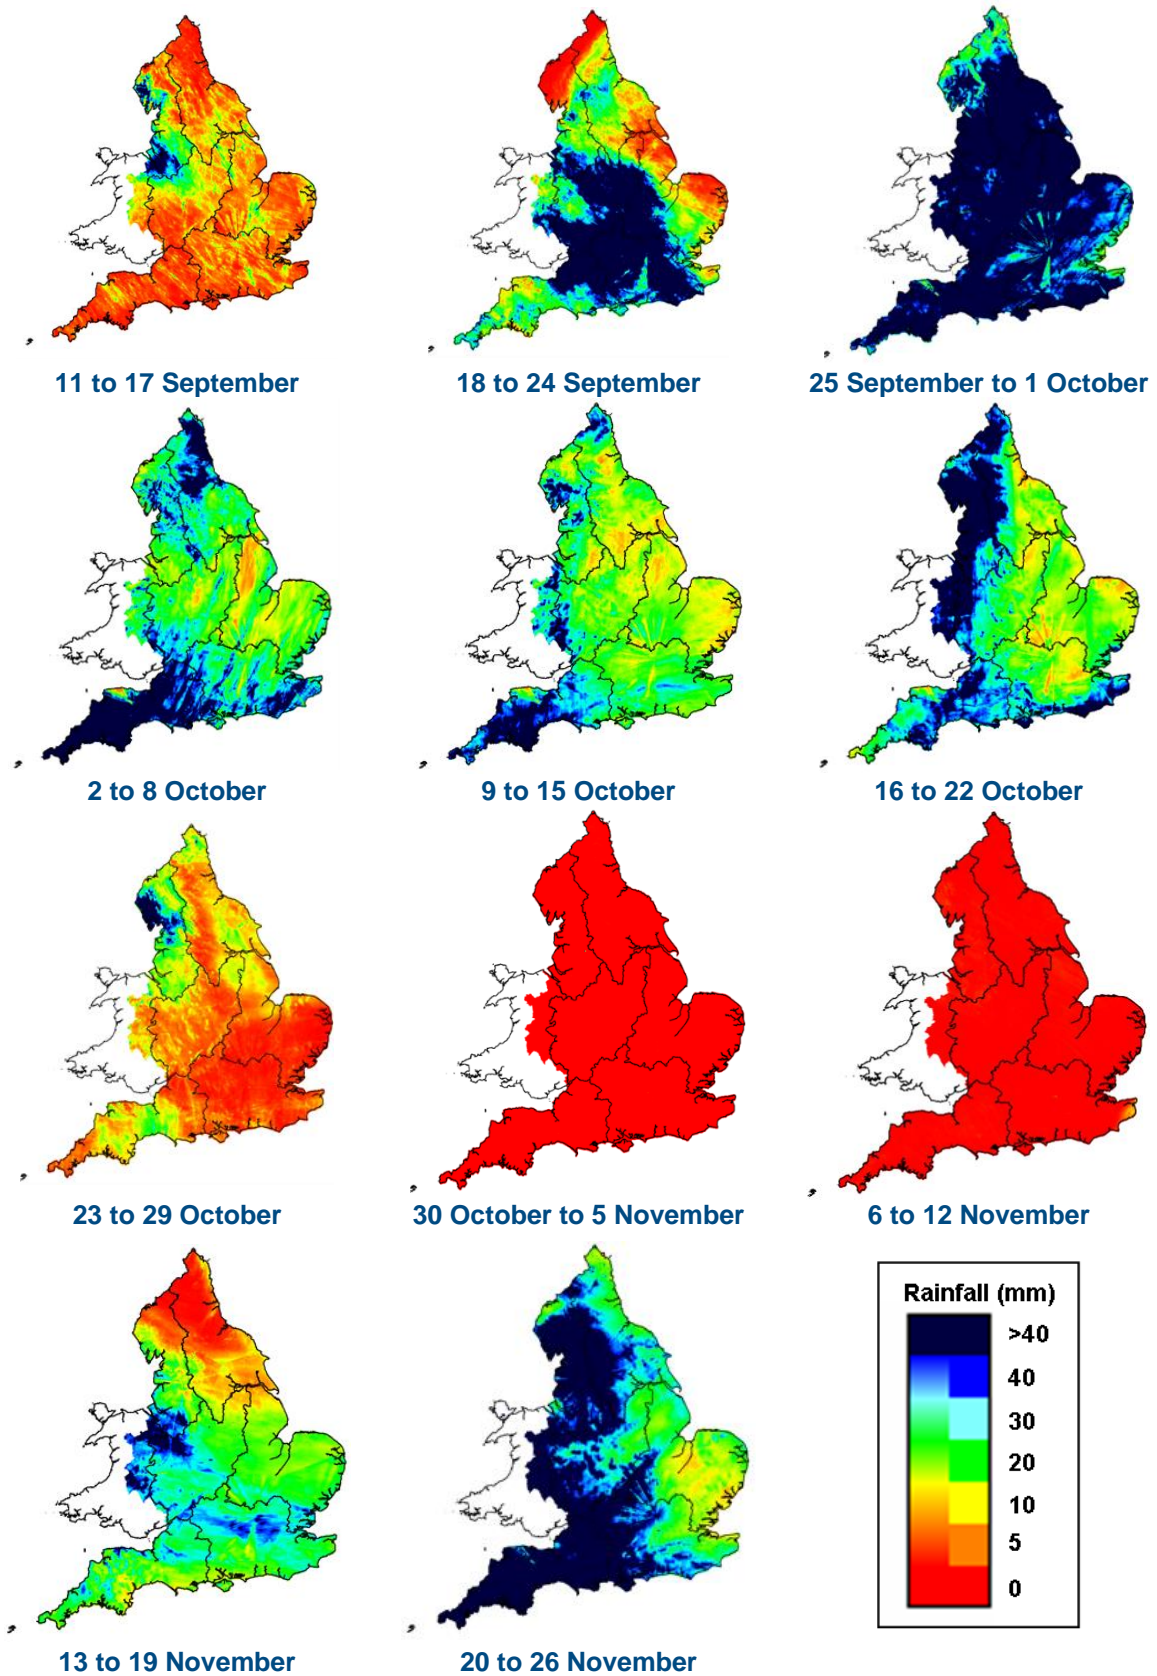 11 to 17 September
18 to 24 September
25 September to 1 October
2 to 8 October
9 to 15 October
16 to 22 October
23 to 29 October
30 October to 5 November
6 to 12 November
13 to 19 November
20 to 26 November
Rainfall (mm)
>40
40
30
20
10
5
0